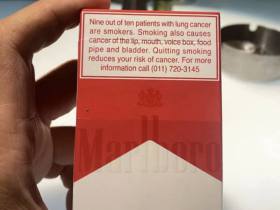 Nine out of ten patients with lung cancer
are smokers. Smoking also causes
cancer of the lip, mouth, voice box, food
pipe and bladder. Quitting smoking
reduces your risk of cancer. For more
information call (011) 720-3145
Marlboro